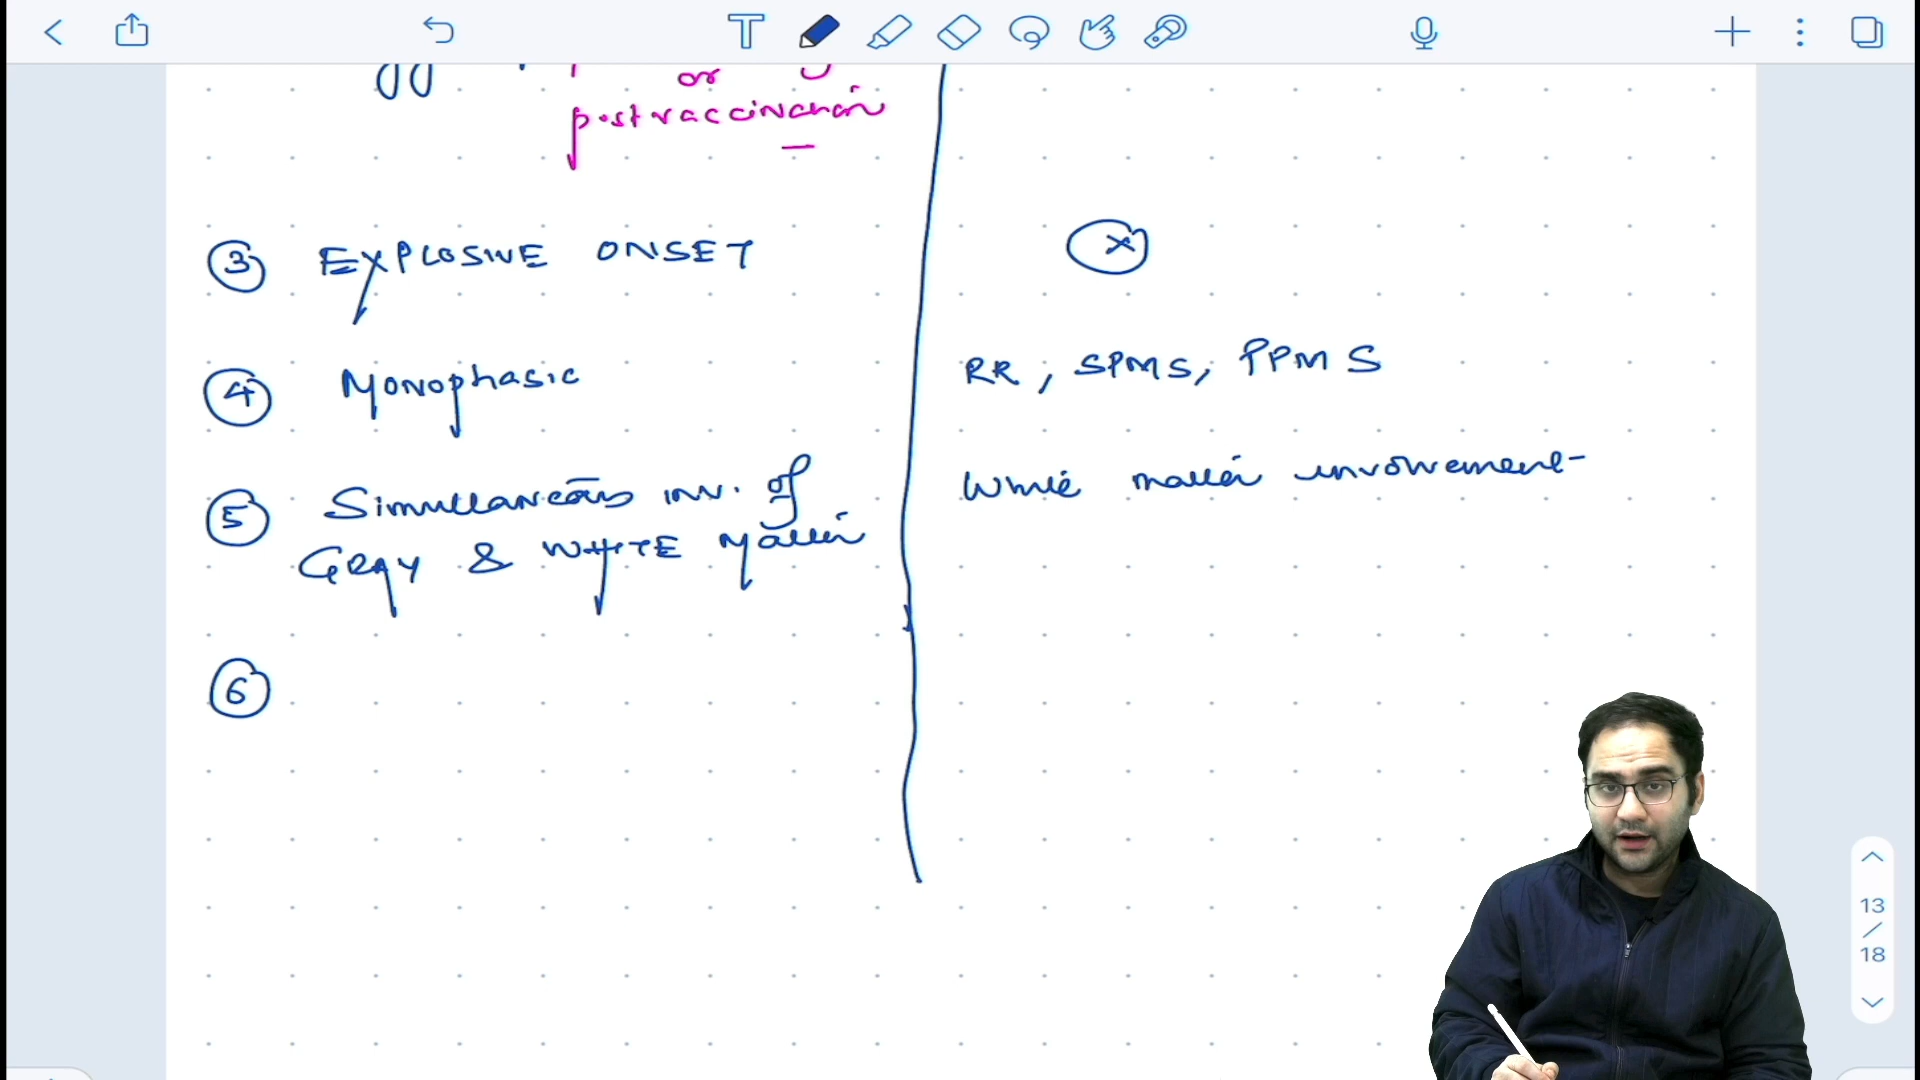 or
postvaccination
3 EXPLOSIVE ONSET
X
4 Monophasic
RR, SPMS, PPMS
5 Simultaneous inv. of
GRAY & WHITE Matter
White matter involvement
6
13
/
18